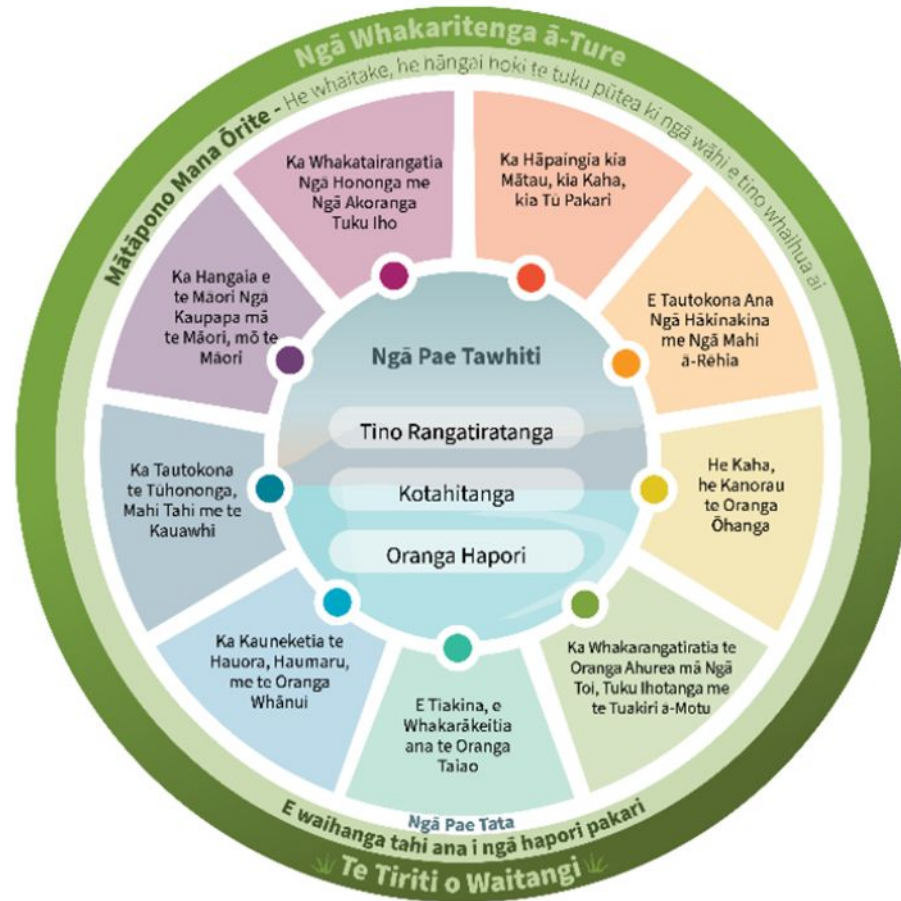 Ngā Whakaritenga ā-Ture
Mātāpono Mana Ōrite - He whaitake, he hāngai hoki te tuku pūtea ki ngā wāhi e tino whaihua ai
Ka Whakatairangatia
Ngā Hononga me
Ngā Akoranga
Tuku Iho
Ka Hāpaingia kia
Mātau, kia Kaha,
kia Tū Pakari
E Tautokona Ana
Ngā Hākinakina
me Ngā Mahi
ā-Rēhia
He Kaha,
he Kanorau
te Oranga
Ōhanga
Ka Whakarangatiratia te
Oranga Ahurea mā Ngā
Toi, Tuku Ihotanga me
te Tuakiri ā-Motu
E Tiakina, e
Whakarākeitia
ana te Oranga
Taiao
Ka Kauneketia te
Hauora, Haumaru,
me te Oranga
Whānui
Ka Tautokona
te Tūhononga,
Mahi Tahi me te
Kauawhi
Ka Hangaia e
te Māori Ngā
Kaupapa mā
te Māori, mō te
Māori
Ngā Pae Tawhiti
Tino Rangatiratanga
Kotahitanga
Oranga Hapori
Ngā Pae Tata
E waihanga tahi ana i ngā hapori pakari
Te Tiriti o Waitangi